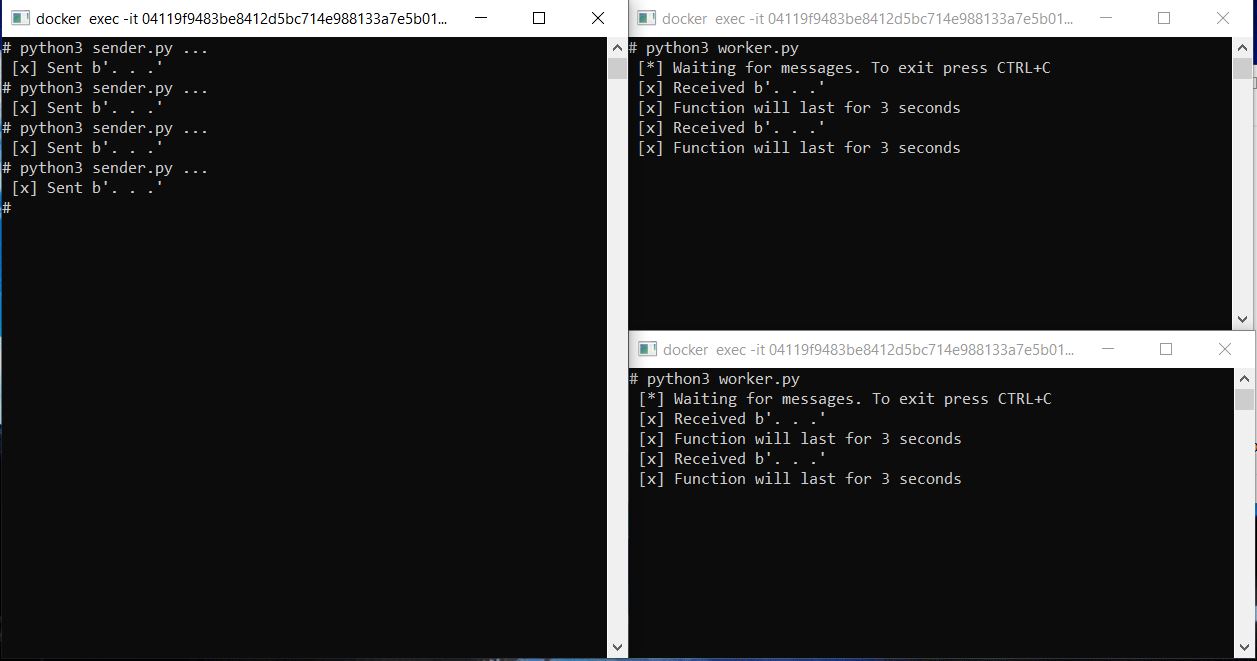 docker  exec -it 04119f9483be8412d5bc714e988133a7e5b01...
# python3 sender.py ...
 [x] Sent b'. . .'
# python3 sender.py ...
 [x] Sent b'. . .'
# python3 sender.py ...
 [x] Sent b'. . .'
# python3 sender.py ...
 [x] Sent b'. . .'
#
docker  exec -it 04119f9483be8412d5bc714e988133a7e5b01...
# python3 worker.py
 [*] Waiting for messages. To exit press CTRL+C
 [x] Received b'. . .'
 [x] Function will last for 3 seconds
 [x] Received b'. . .'
 [x] Function will last for 3 seconds
docker  exec -it 04119f9483be8412d5bc714e988133a7e5b01...
# python3 worker.py
 [*] Waiting for messages. To exit press CTRL+C
 [x] Received b'. . .'
 [x] Function will last for 3 seconds
 [x] Received b'. . .'
 [x] Function will last for 3 seconds